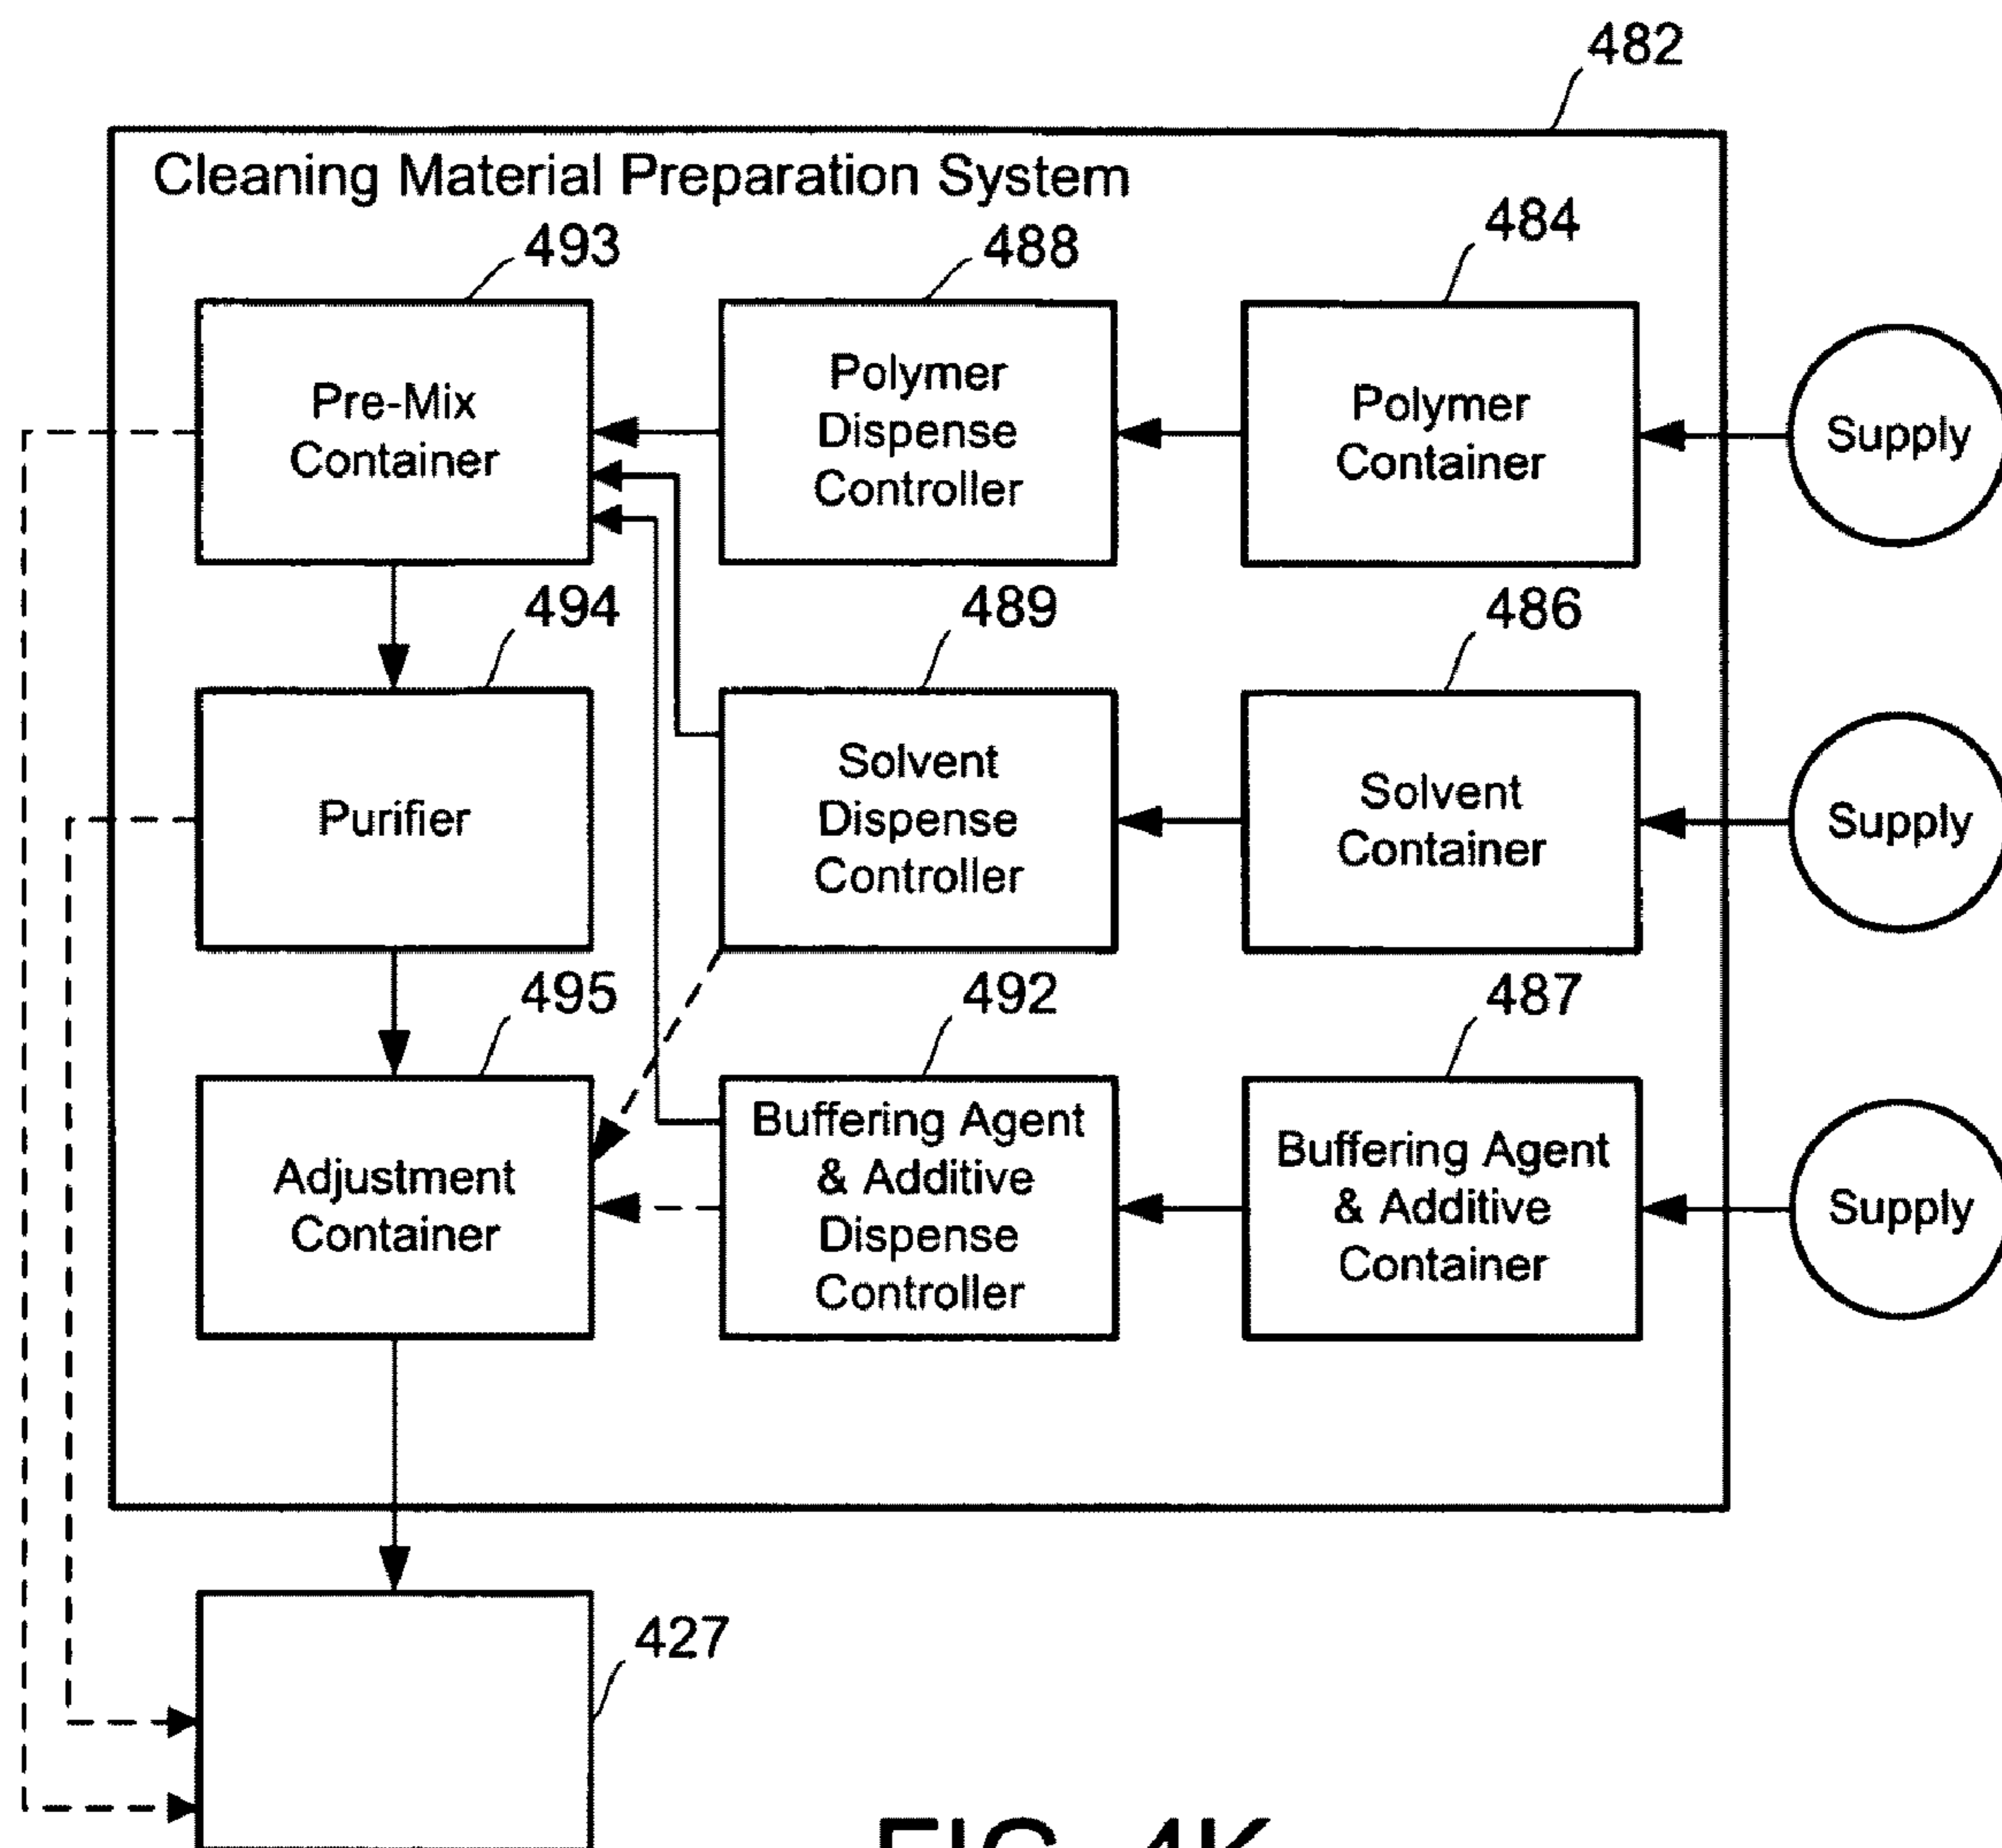 482
Cleaning Material Preparation System
493
488
484
Pre-Mix
Container
Polymer
Dispense
Controller
Polymer
Container
Supply
494
489
486
Purifier
Solvent
Dispense
Controller
Solvent
Container
Supply
495
492
487
Adjustment
Container
Buffering Agent
& Additive
Dispense
Controller
Buffering Agent
& Additive
Container
Supply
427
FIG. 4K